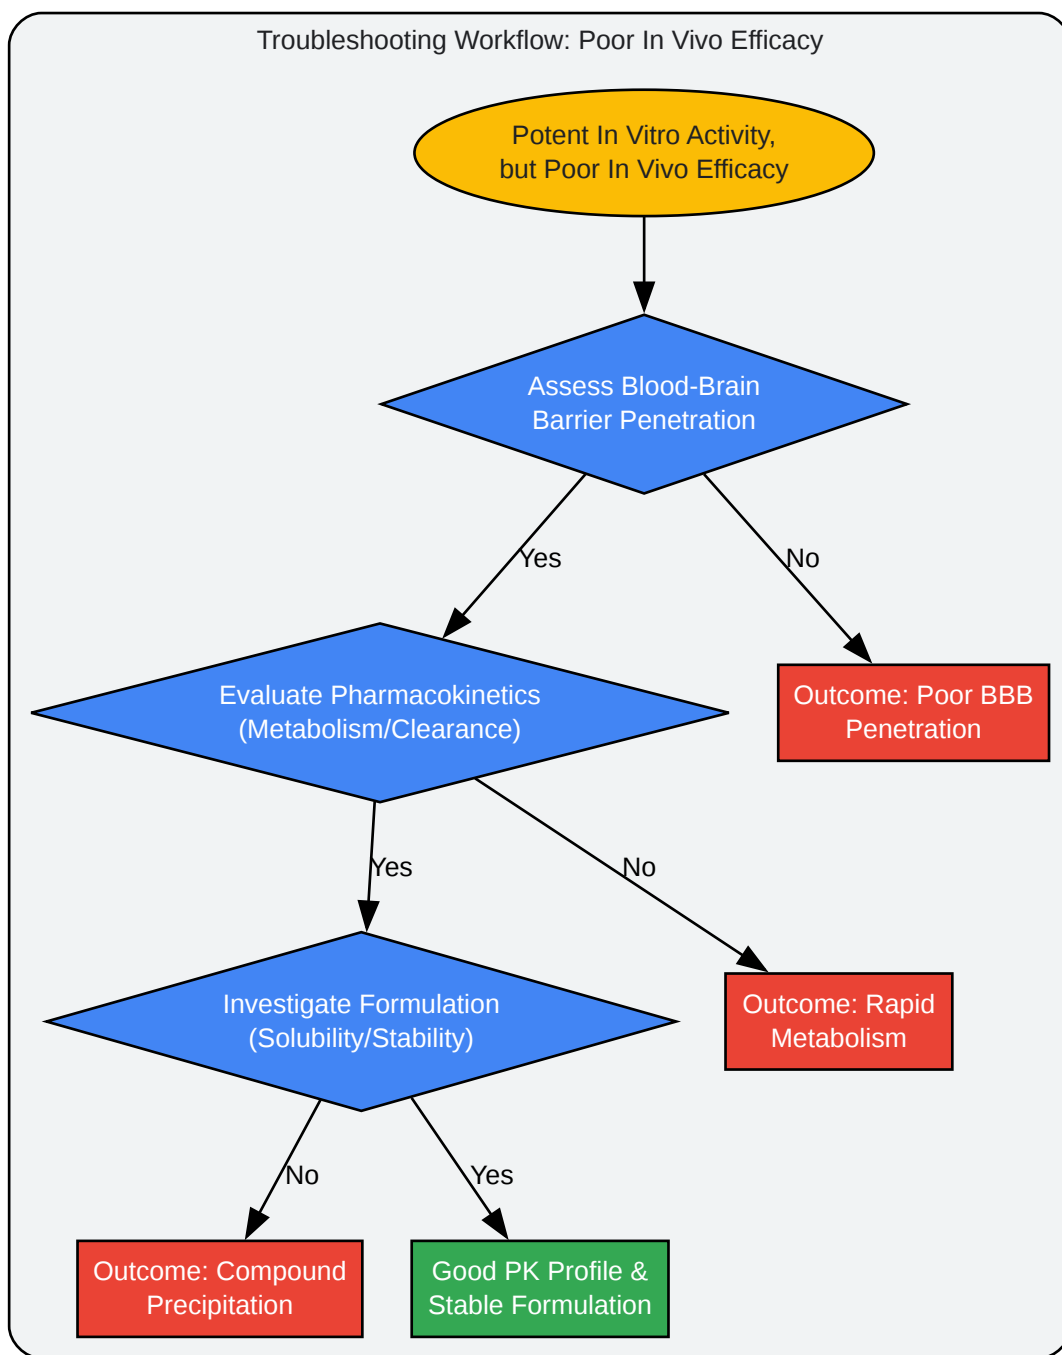 Troubleshooting Workflow: Poor In Vivo Efficacy
Potent In Vitro Activity,
but Poor In Vivo Efficacy
Assess Blood-Brain
Barrier Penetration
Yes
No
Evaluate Pharmacokinetics
(Metabolism/Clearance)
Outcome: Poor BBB
Penetration
Yes
No
Investigate Formulation
(Solubility/Stability)
Outcome: Rapid
Metabolism
No
Yes
Outcome: Compound
Precipitation
Good PK Profile &
Stable Formulation